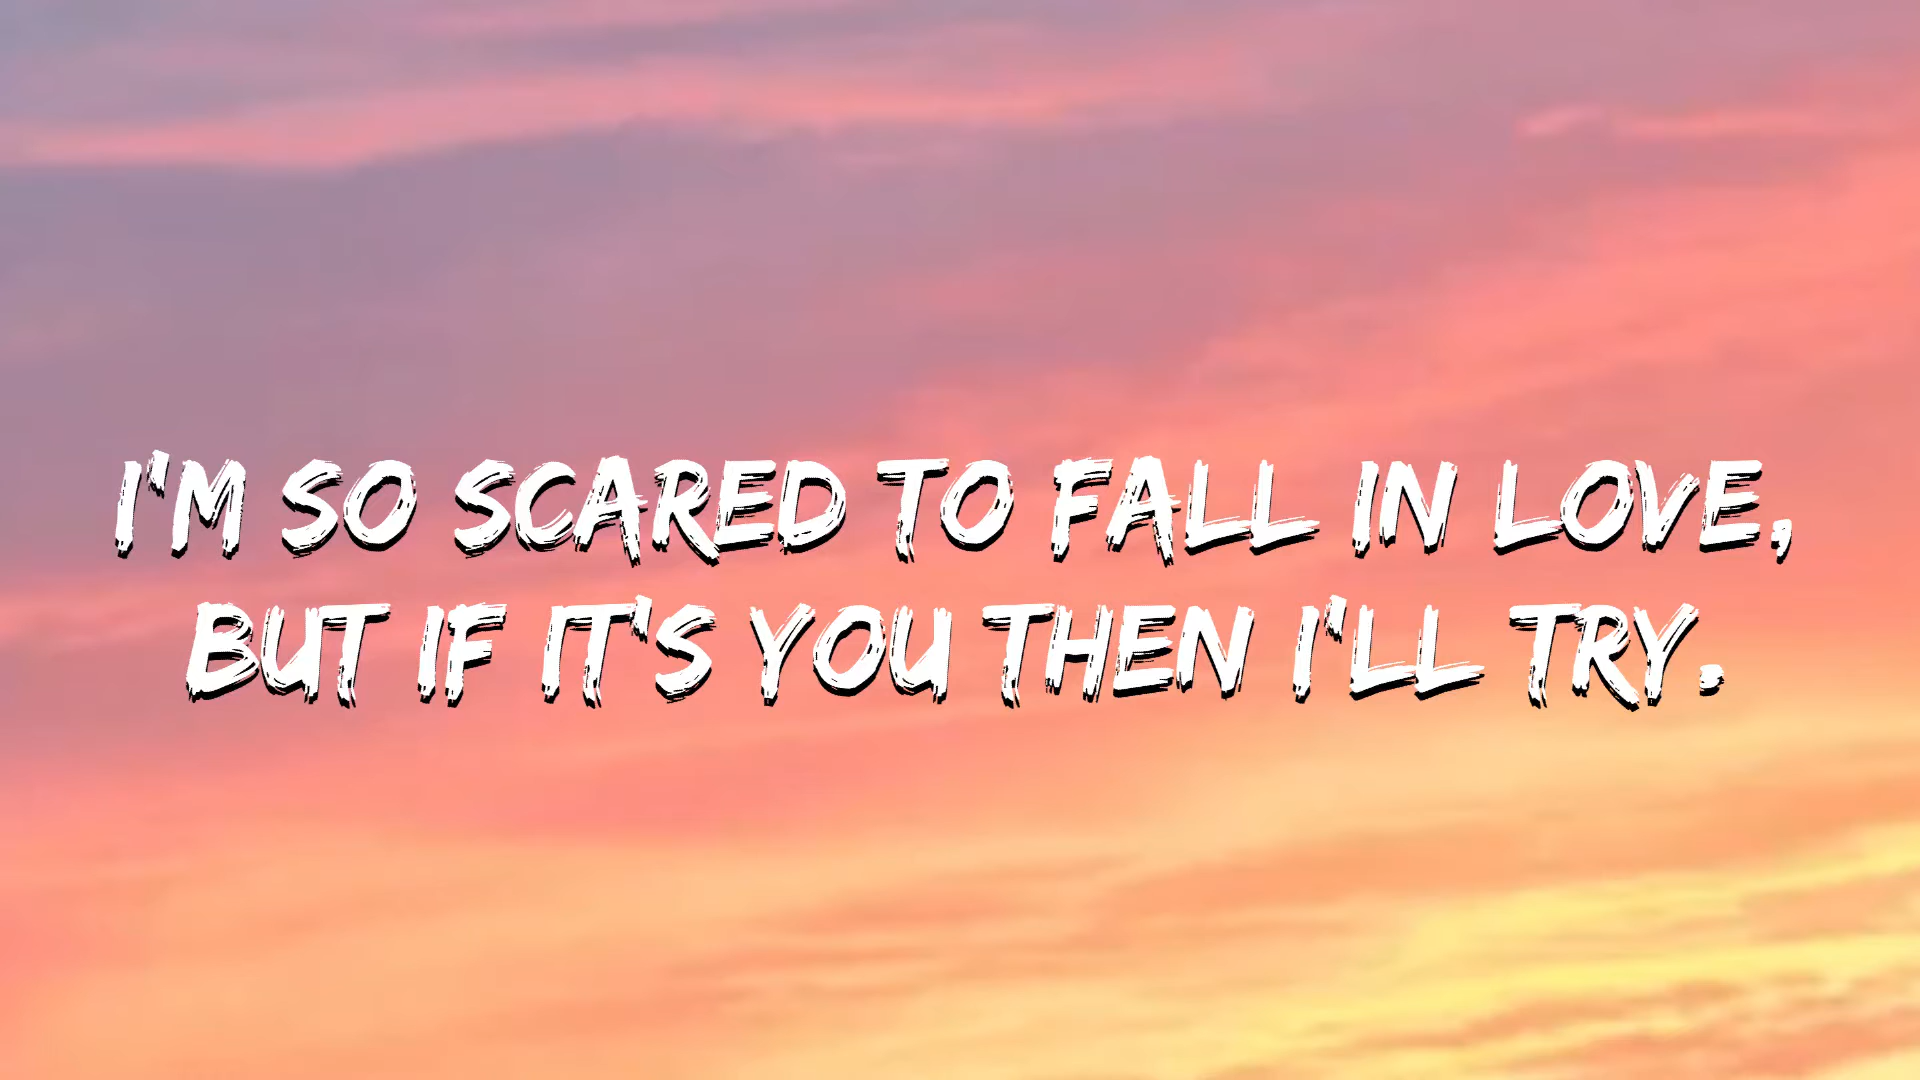 I'M SO SCARED TO FALL IN LOVE,
BUT IF IT'S YOU THEN I'LL TRY.